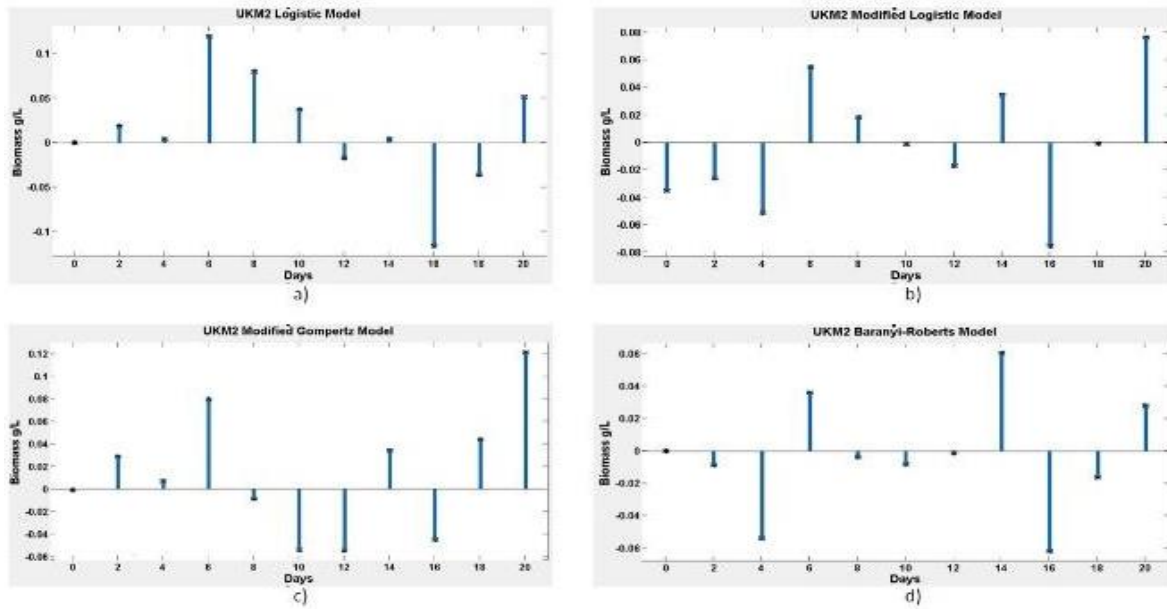 UKM2 Logistic Model
Biomass g/L
0.1
0.05
0
-0.05
-0.1
0 2 4 6 8 10 12 14 16 18 20
Days
a)
UKM2 Modified Logistic Model
Biomass g/L
0.08
0.06
0.04
0.02
0
-0.02
-0.04
-0.06
-0.08
0 2 4 6 8 10 12 14 16 18 20
Days
b)
UKM2 Modified Gompertz Model
Biomass g/L
0.12
0.1
0.08
0.06
0.04
0.02
0
-0.02
-0.04
-0.06
0 2 4 6 8 10 12 14 16 18 20
Days
c)
UKM2 Baranyi-Roberts Model
Biomass g/L
0.06
0.04
0.02
0
-0.02
-0.04
-0.06
0 2 4 6 8 10 12 14 16 18 20
Days
d)